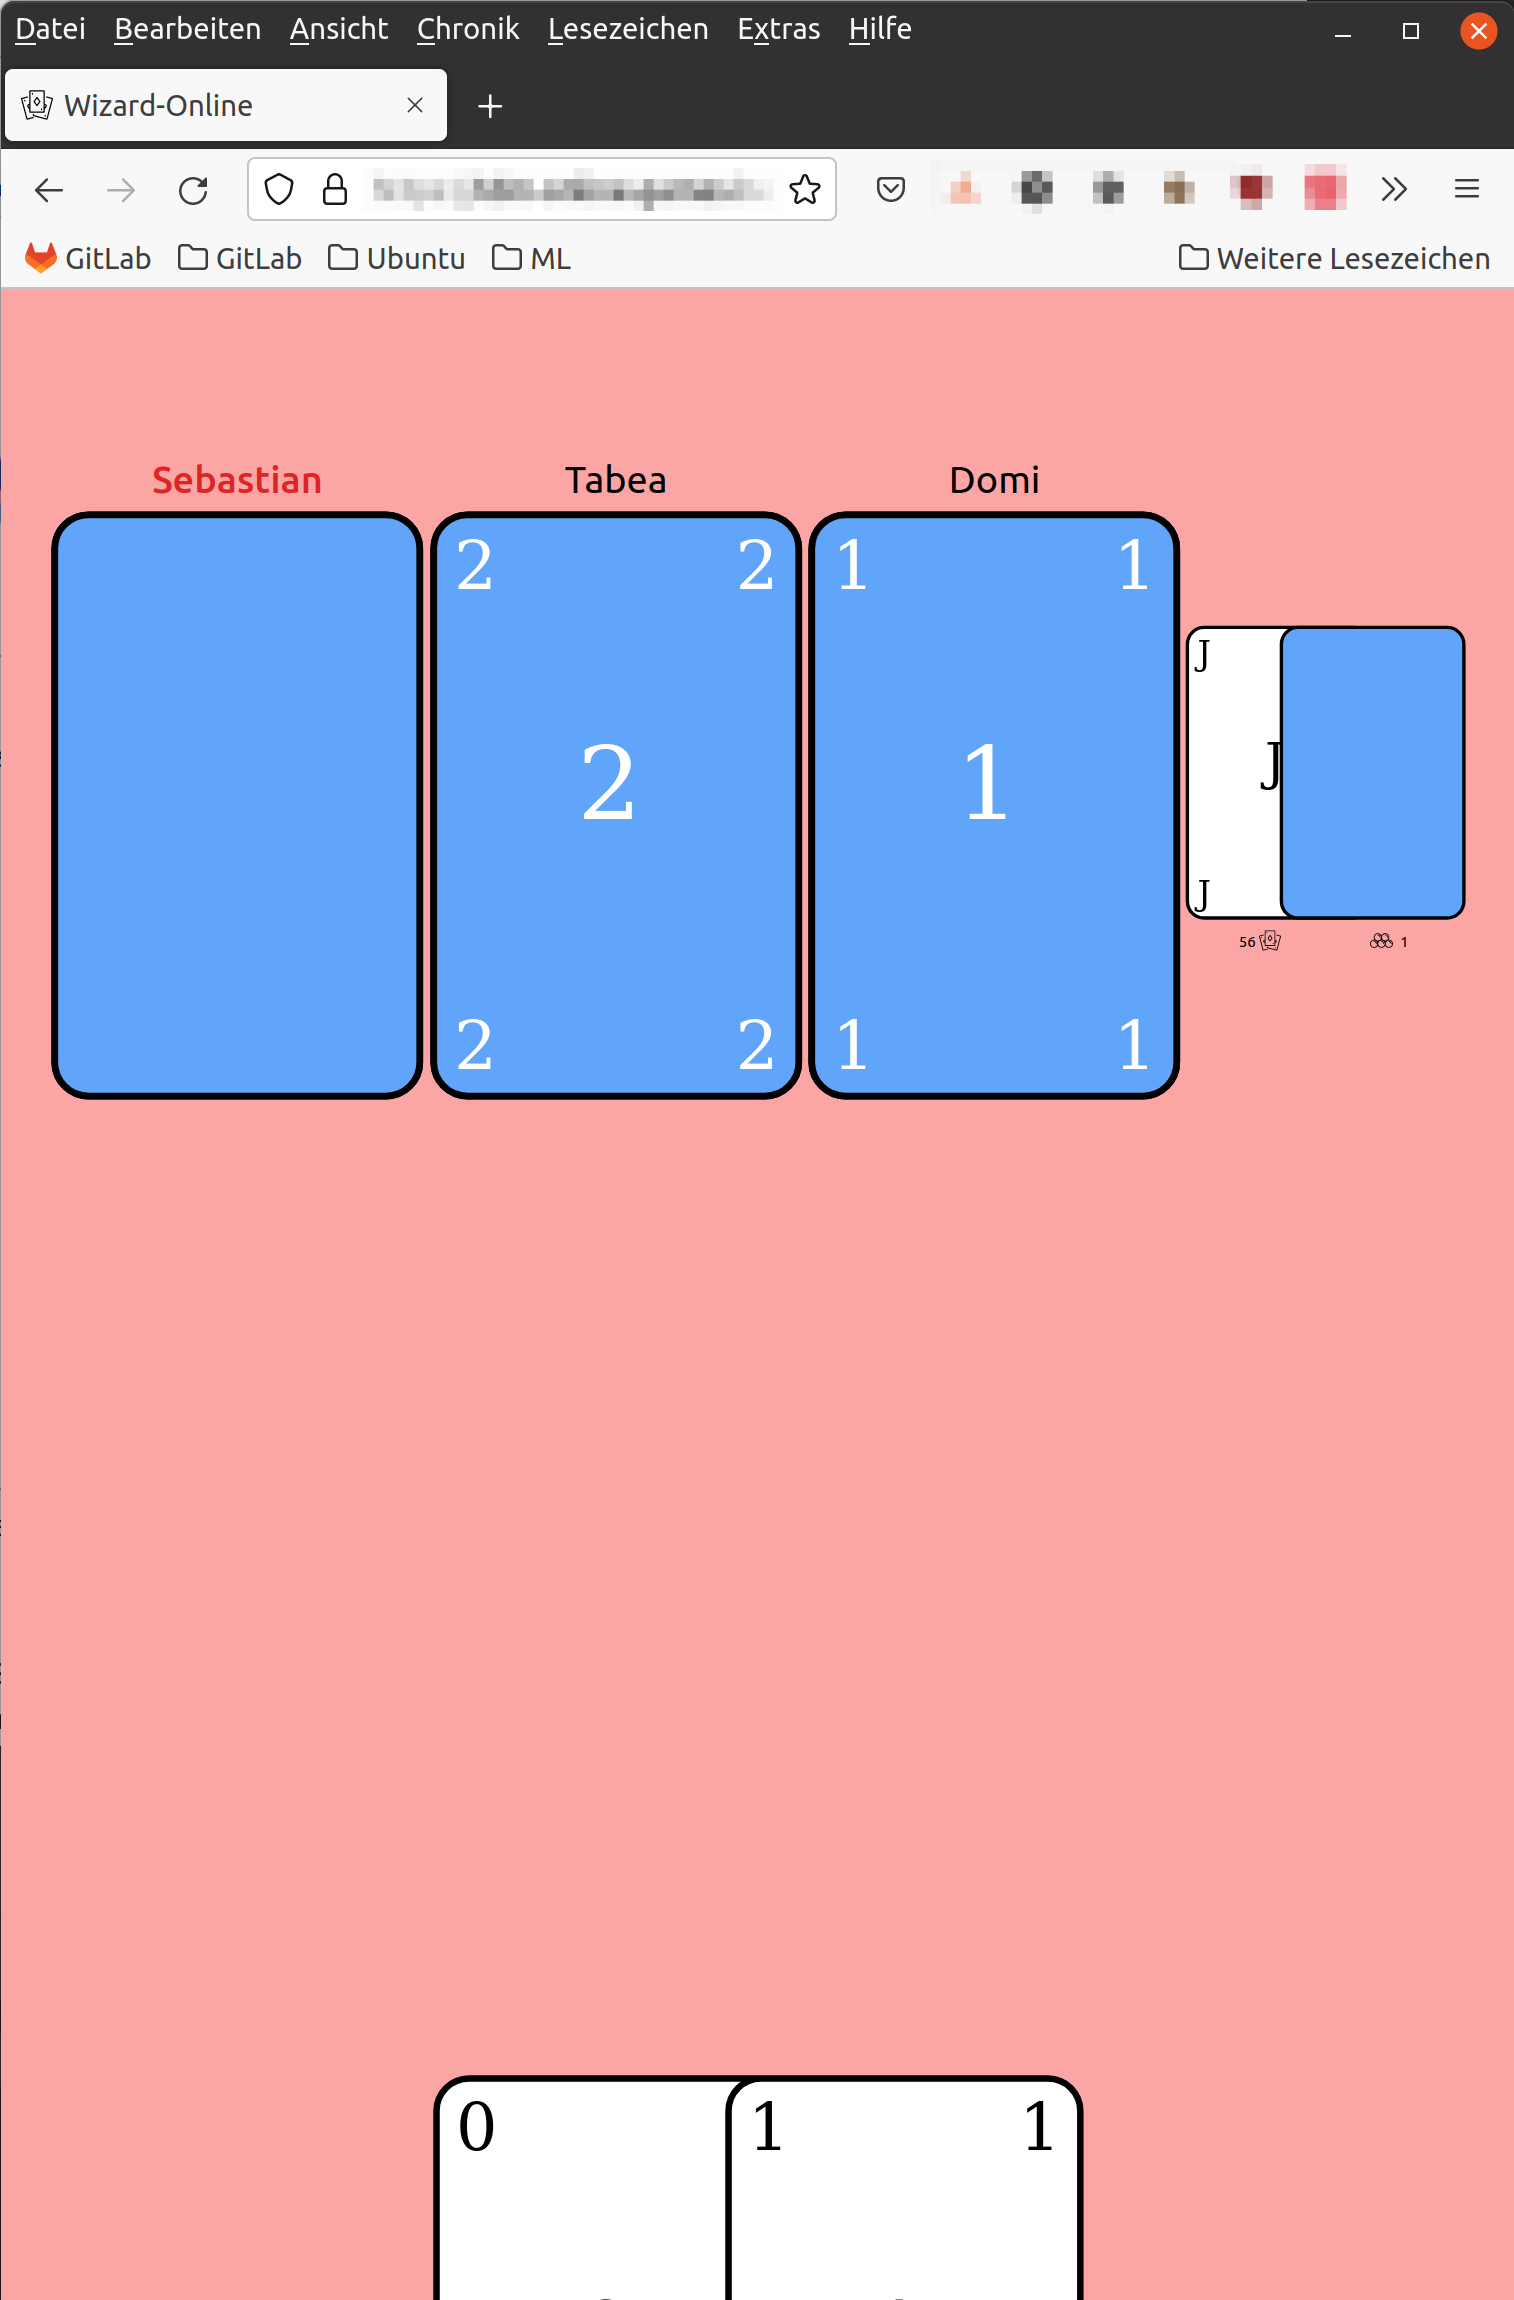 Datei Bearbeiten Ansicht Chronik Lesezeichen Extras Hilfe
Wizard-Online
GitLab GitLab Ubuntu ML Weitere Lesezeichen
Sebastian Tabea Domi
2 2 1 1
J
2 1
J
J
56 1
2 2 1 1
0 1 1